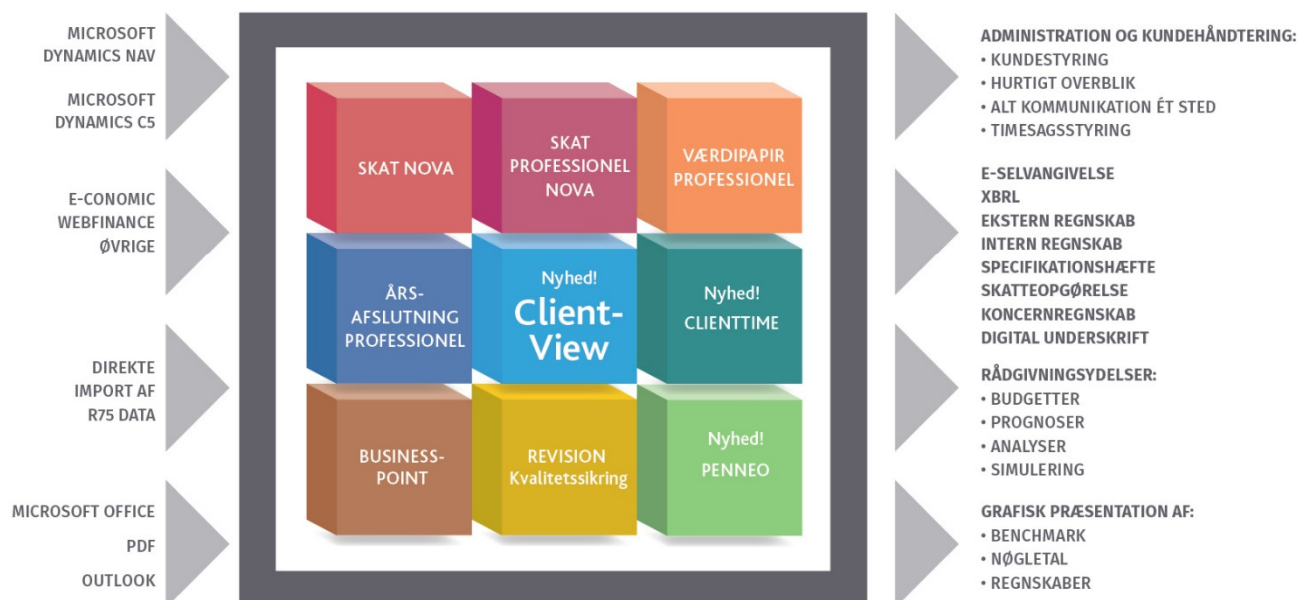 MICROSOFT
DYNAMICS NAV
MICROSOFT
DYNAMICS C5
E-CONOMIC
WEBFINANCE
ØVRIGE
DIREKTE
IMPORT AF
R75 DATA
MICROSOFT OFFICE
PDF
OUTLOOK
SKAT NOVA
SKAT
PROFESSIONEL
NOVA
VÆRDIPAPIR
PROFESSIONEL
ÅRS-
AFSLUTNING
PROFESSIONEL
Nyhed!
Client-
View
Nyhed!
CLIENTTIME
BUSINESS-
POINT
REVISION
Kvalitetssikring
Nyhed!
PENNEO
ADMINISTRATION OG KUNDEHÅNDTERING:
• KUNDESTYRING
• HURTIGT OVERBLIK
• ALT KOMMUNIKATION ÉT STED
• TIMESAGSSTYRING
E-SELVANGIVELSE
XBRL
EKSTERN REGNSKAB
INTERN REGNSKAB
SPECIFIKATIONSHÆFTE
SKATTEOPGØRELSE
KONCERNREGNSKAB
DIGITAL UNDERSKRIFT
RÅDGIVNINGSYDELSER:
• BUDGETTER
• PROGNOSER
• ANALYSER
• SIMULERING
GRAFISK PRÆSENTATION AF:
• BENCHMARK
• NØGLETAL
• REGNSKABER